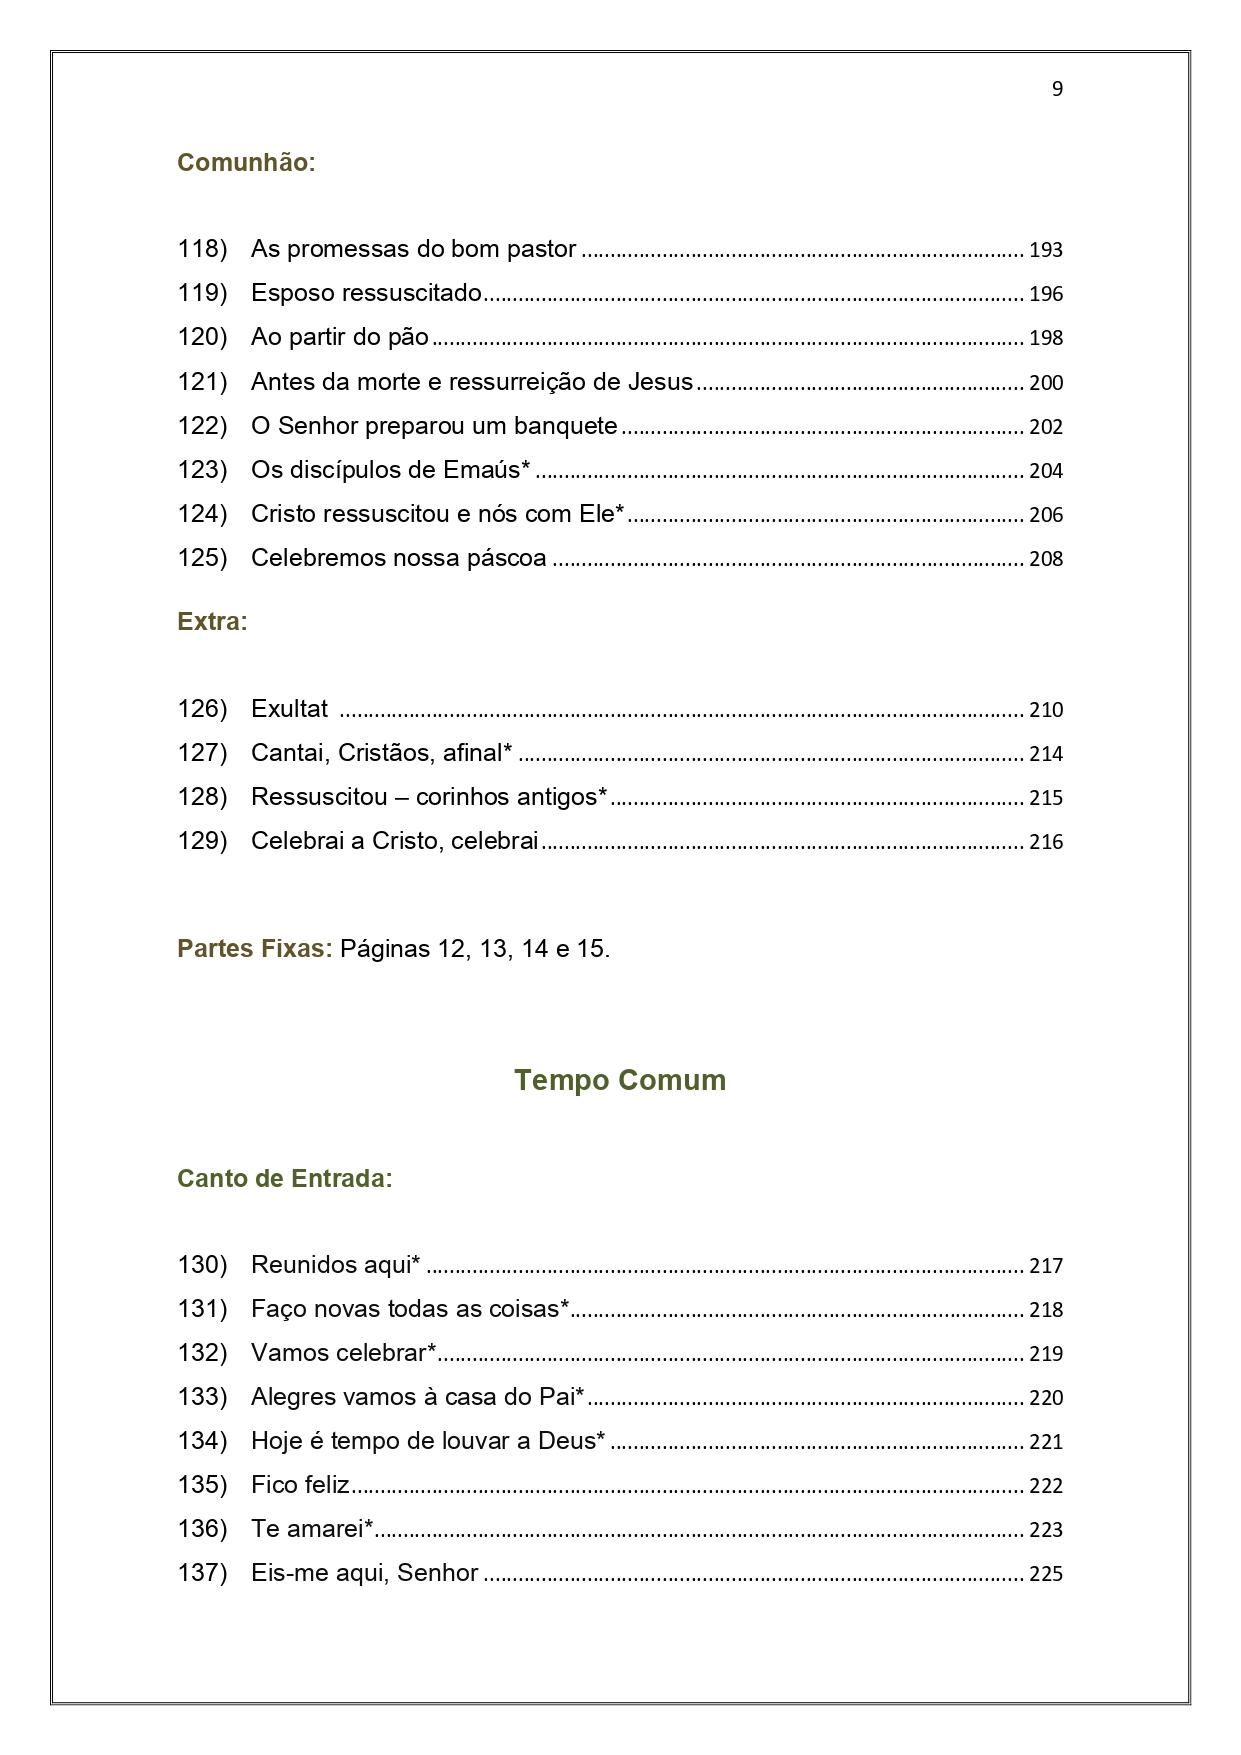 9
Comunhão:
118) As promessas do bom pastor ........................................................................... 193
119) Esposo ressuscitado............................................................................................ 196
120) Ao partir do pão..................................................................................................... 198
121) Antes da morte e ressurreição de Jesus........................................................ 200
122) O Senhor preparou um banquete.................................................................... 202
123) Os discípulos de Emaús* ................................................................................... 204
124) Cristo ressuscitou e nós com Ele*................................................................... 206
125) Celebremos nossa páscoa ................................................................................ 208
Extra:
126) Exultat ..................................................................................................................... 210
127) Cantai, Cristãos, afinal* ...................................................................................... 214
128) Ressuscitou – corinhos antigos*...................................................................... 215
129) Celebrai a Cristo, celebrai.................................................................................. 216
Partes Fixas: Páginas 12, 13, 14 e 15.
Tempo Comum
Canto de Entrada:
130) Reunidos aqui* ...................................................................................................... 217
131) Faço novas todas as coisas*............................................................................. 218
132) Vamos celebrar*.................................................................................................... 219
133) Alegres vamos à casa do Pai*.......................................................................... 220
134) Hoje é tempo de louvar a Deus* ...................................................................... 221
135) Fico feliz................................................................................................................... 222
136) Te amarei*............................................................................................................... 223
137) Eis-me aqui, Senhor ............................................................................................ 225